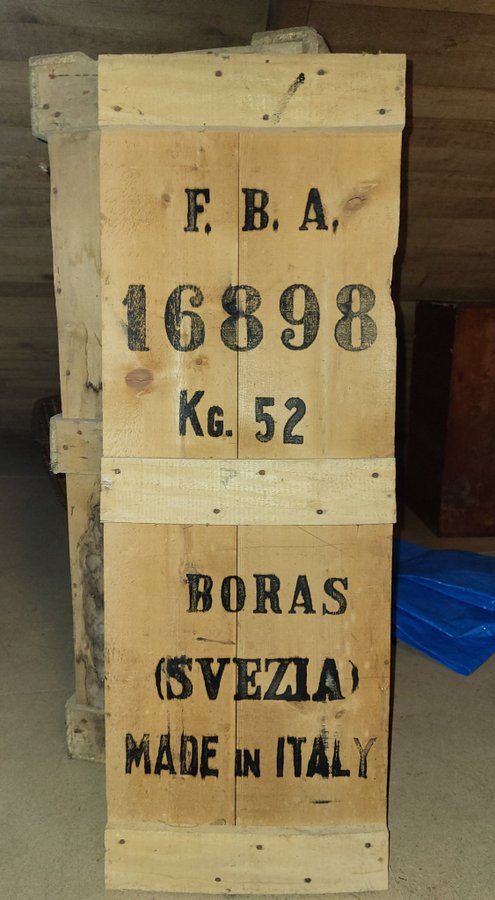 F. B. A.
16898
KG. 52
BORAS
(SVEZIA)
MADE IN ITALY